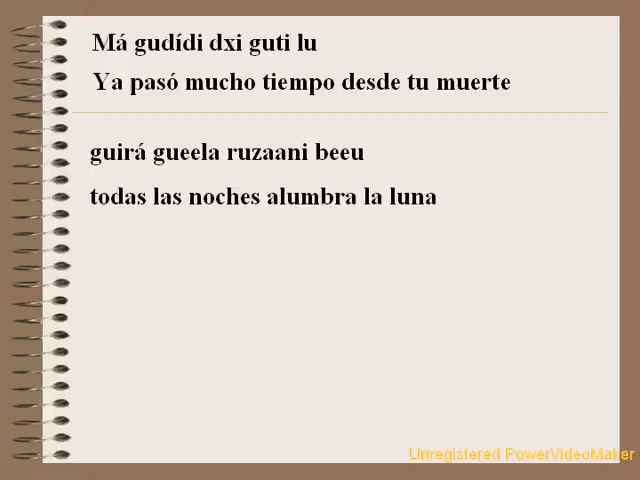 Má gudídi dxi guti lu
Ya pasó mucho tiempo desde tu muerte
guirá gueela ruzaani beeu
todas las noches alumbra la luna
Unregistered PowerVideoMaker